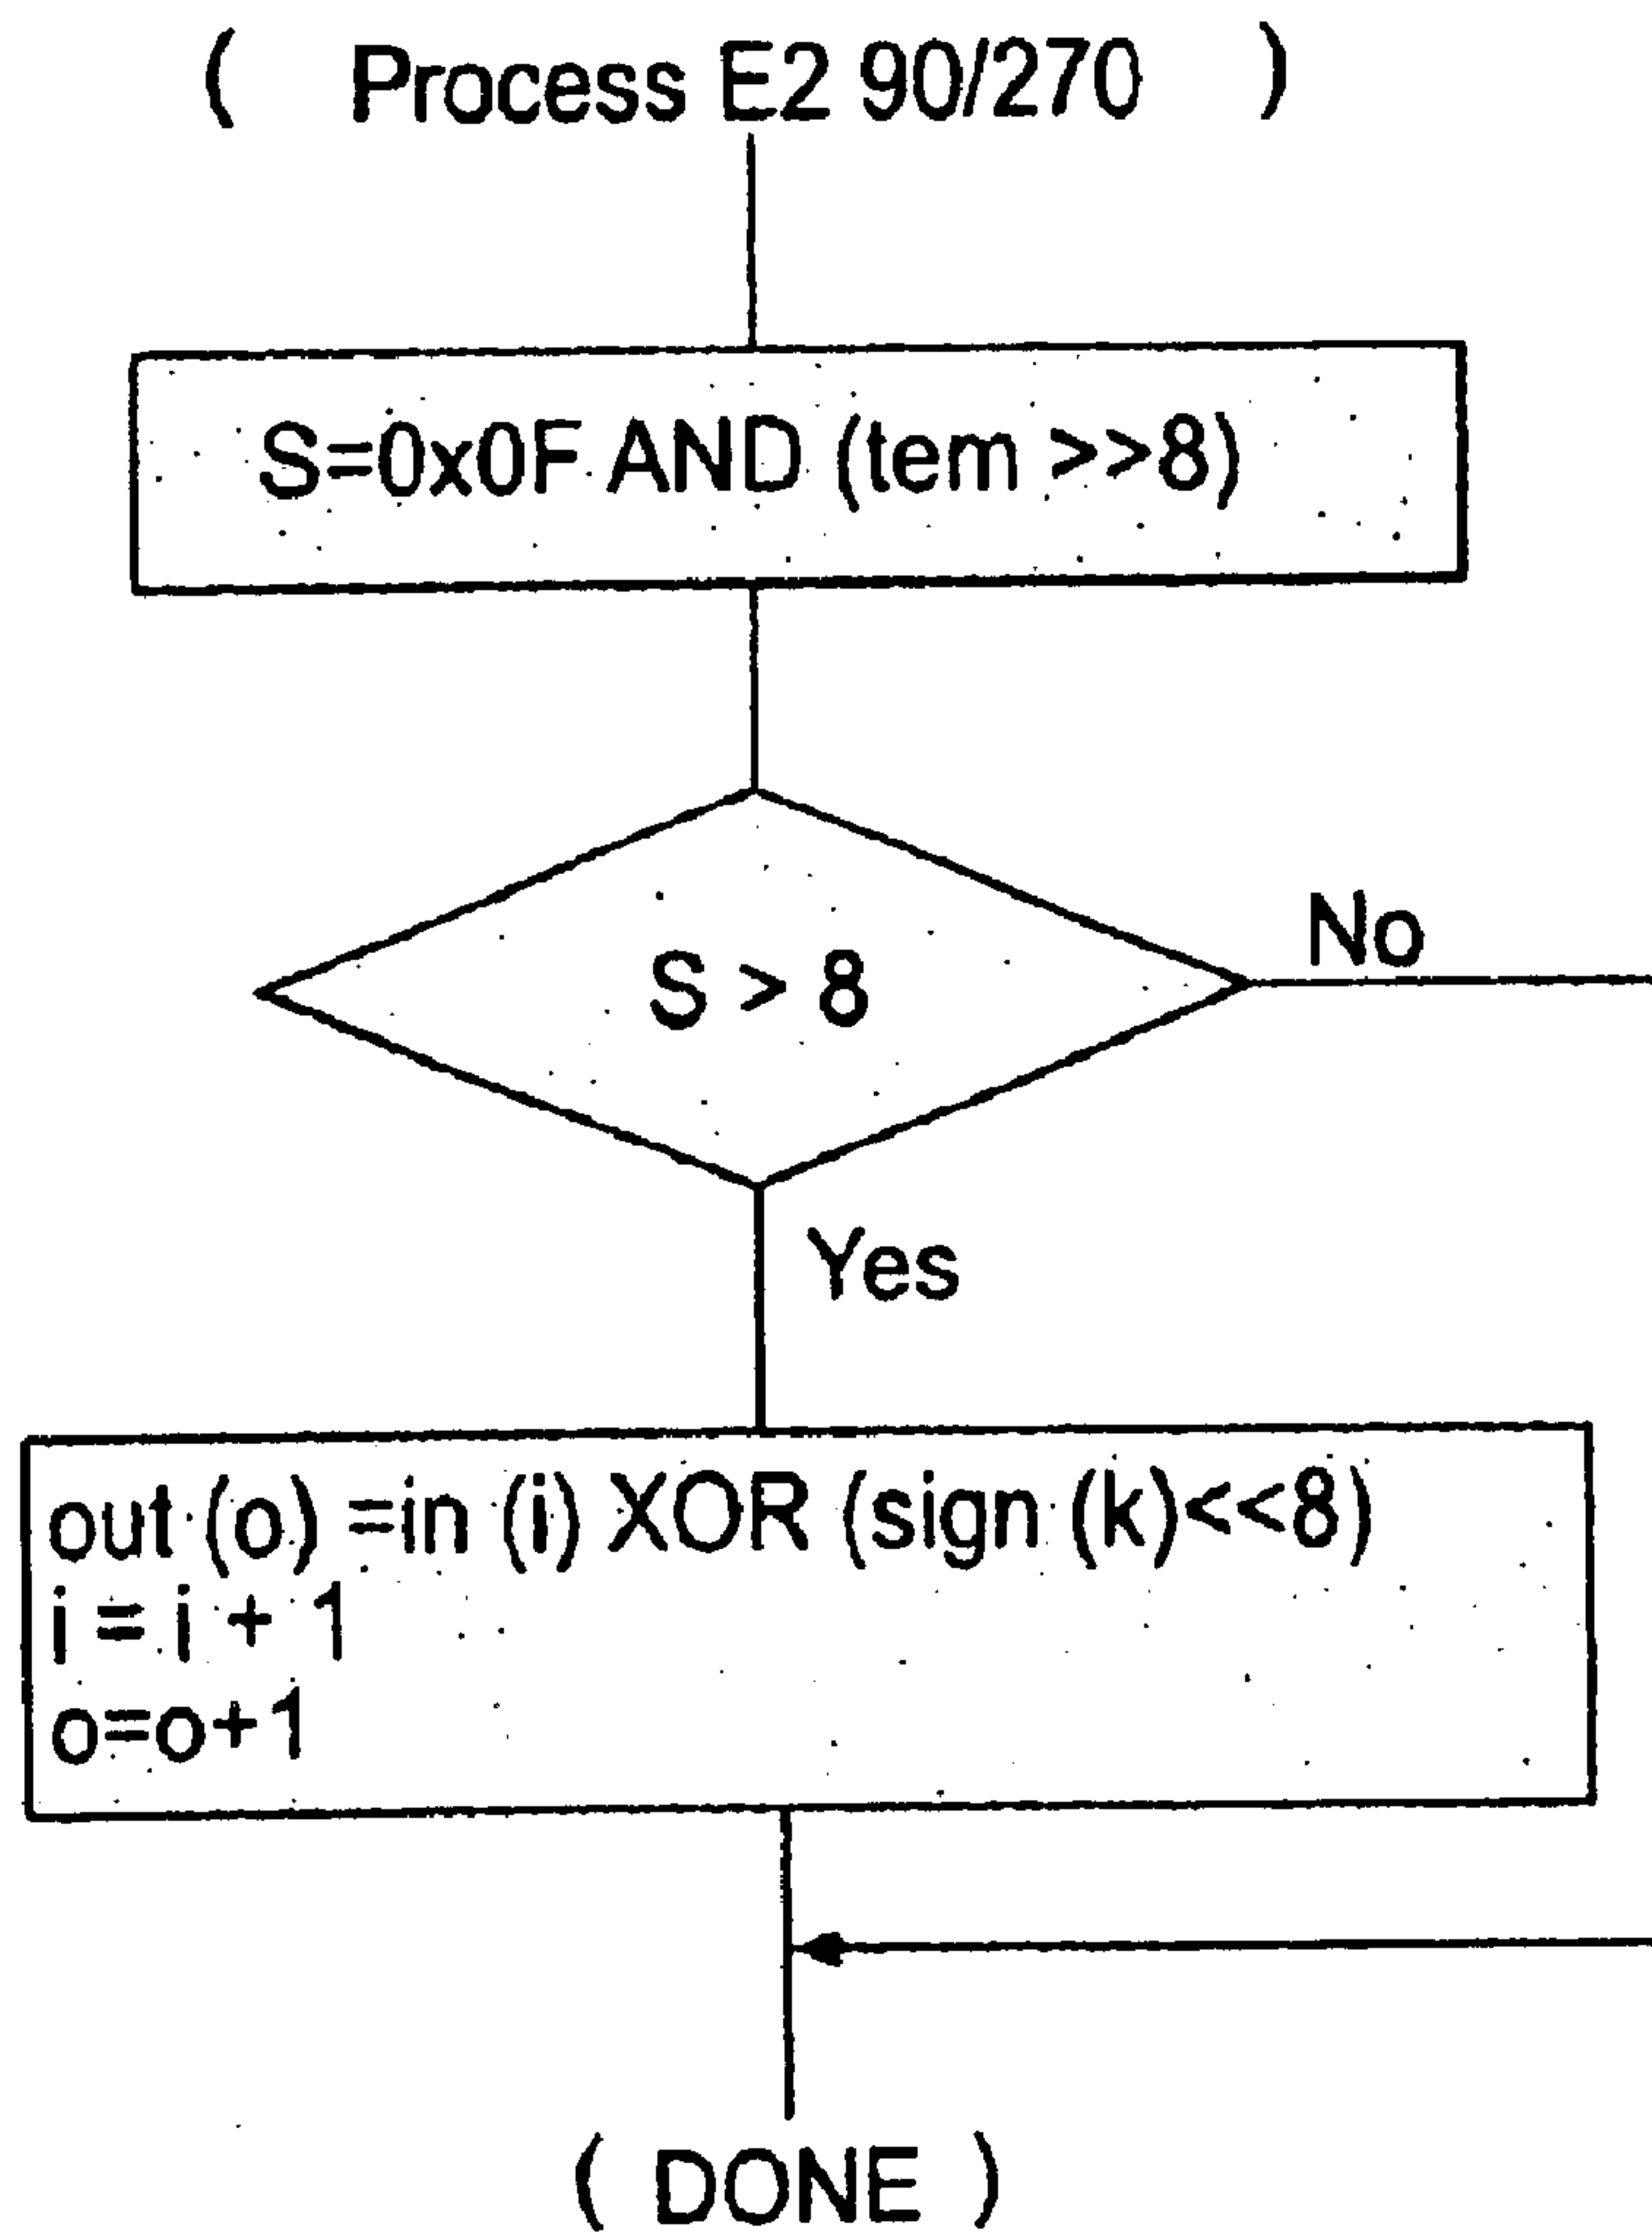 ( Process E2 90/270 )
S=0x0F AND (tem >>8)
S > 8
No
Yes
out (o) =in (i) XOR (sign (k)<<8)
i = i + 1
o=o+1
( DONE )